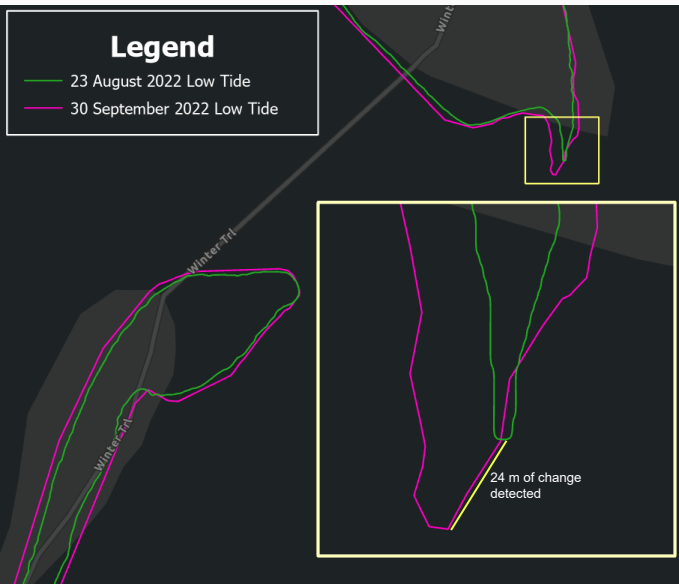 Legend
23 August 2022 Low Tide
30 September 2022 Low Tide
Wint
Winter Trl
Winter Trl
24 m of change
detected